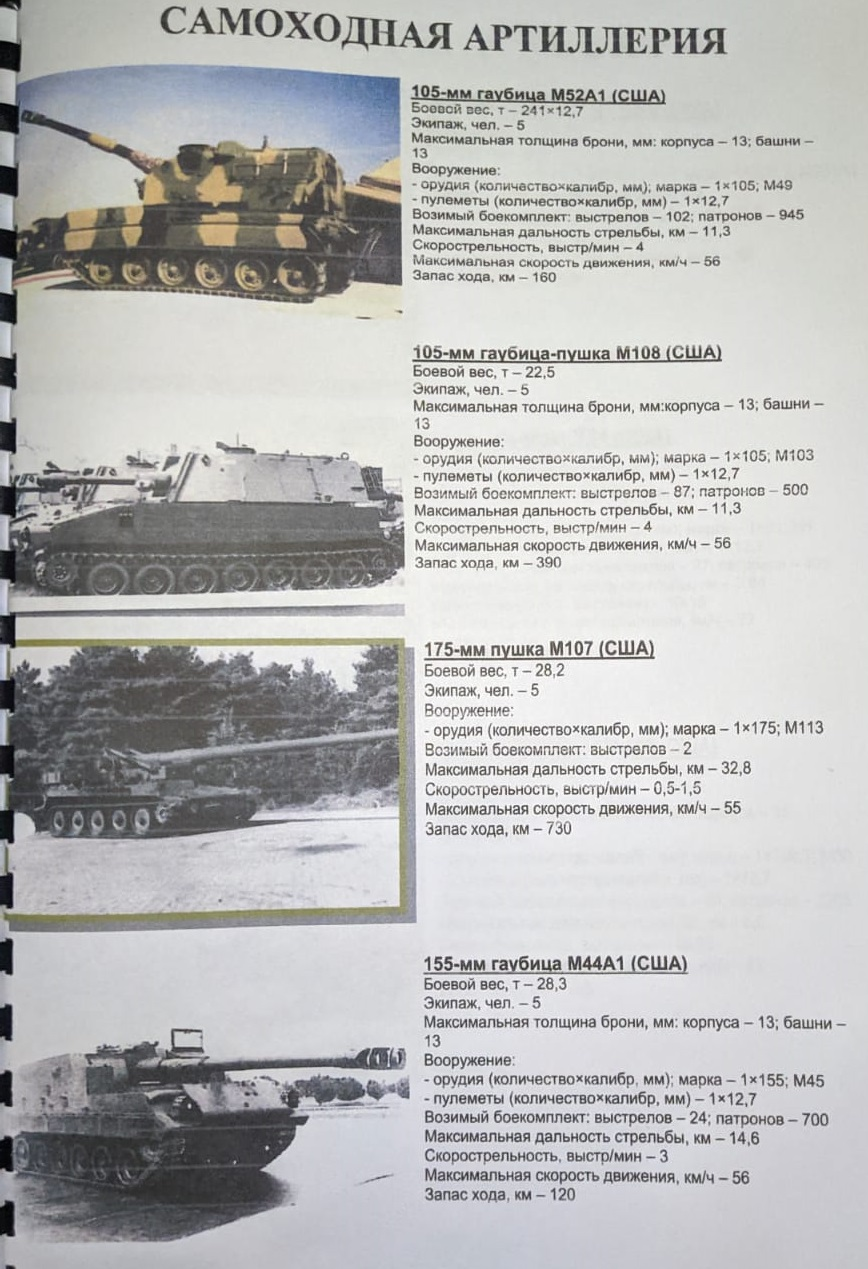 САМОХОДНАЯ АРТИЛЛЕРИЯ
105-мм гаубица М52А1 (США)
Боевой вес, т – 241×12,7
Экипаж, чел. – 5
Максимальная толщина брони, мм: корпуса – 13; башни –
13
Вооружение:
- орудия (количество×калибр, мм); марка – 1×105; М49
- пулеметы (количество×калибр, мм) – 1×12,7
Возимый боекомплект: выстрелов – 102; патронов – 945
Максимальная дальность стрельбы, км – 11,3
Скорострельность, выстр/мин – 4
Максимальная скорость движения, км/ч – 56
Запас хода, км – 160
105-мм гаубица-пушка М108 (США)
Боевой вес, т – 22,5
Экипаж, чел. – 5
Максимальная толщина брони, мм:корпуса – 13; башни –
13
Вооружение:
- орудия (количество×калибр, мм); марка – 1×105; М103
- пулеметы (количество×калибр, мм) – 1×12,7
Возимый боекомплект: выстрелов – 87; патронов – 500
Максимальная дальность стрельбы, км – 11,3
Скорострельность, выстр/мин – 4
Максимальная скорость движения, км/ч – 56
Запас хода, км – 390
175-мм пушка М107 (США)
Боевой вес, т – 28,2
Экипаж, чел. – 5
Вооружение:
- орудия (количество×калибр, мм); марка – 1×175; М113
Возимый боекомплект: выстрелов – 2
Максимальная дальность стрельбы, км – 32,8
Скорострельность, выстр/мин – 0,5-1,5
Максимальная скорость движения, км/ч – 55
Запас хода, км – 730
155-мм гаубица М44А1 (США)
Боевой вес, т – 28,3
Экипаж, чел. – 5
Максимальная толщина брони, мм: корпуса – 13; башни –
13
Вооружение:
- орудия (количество×калибр, мм); марка – 1×155; М45
- пулеметы (количество×калибр, мм) – 1×12,7
Возимый боекомплект: выстрелов – 24; патронов – 700
Максимальная дальность стрельбы, км – 14,6
Скорострельность, выстр/мин – 3
Максимальная скорость движения, км/ч – 56
Запас хода, км – 120